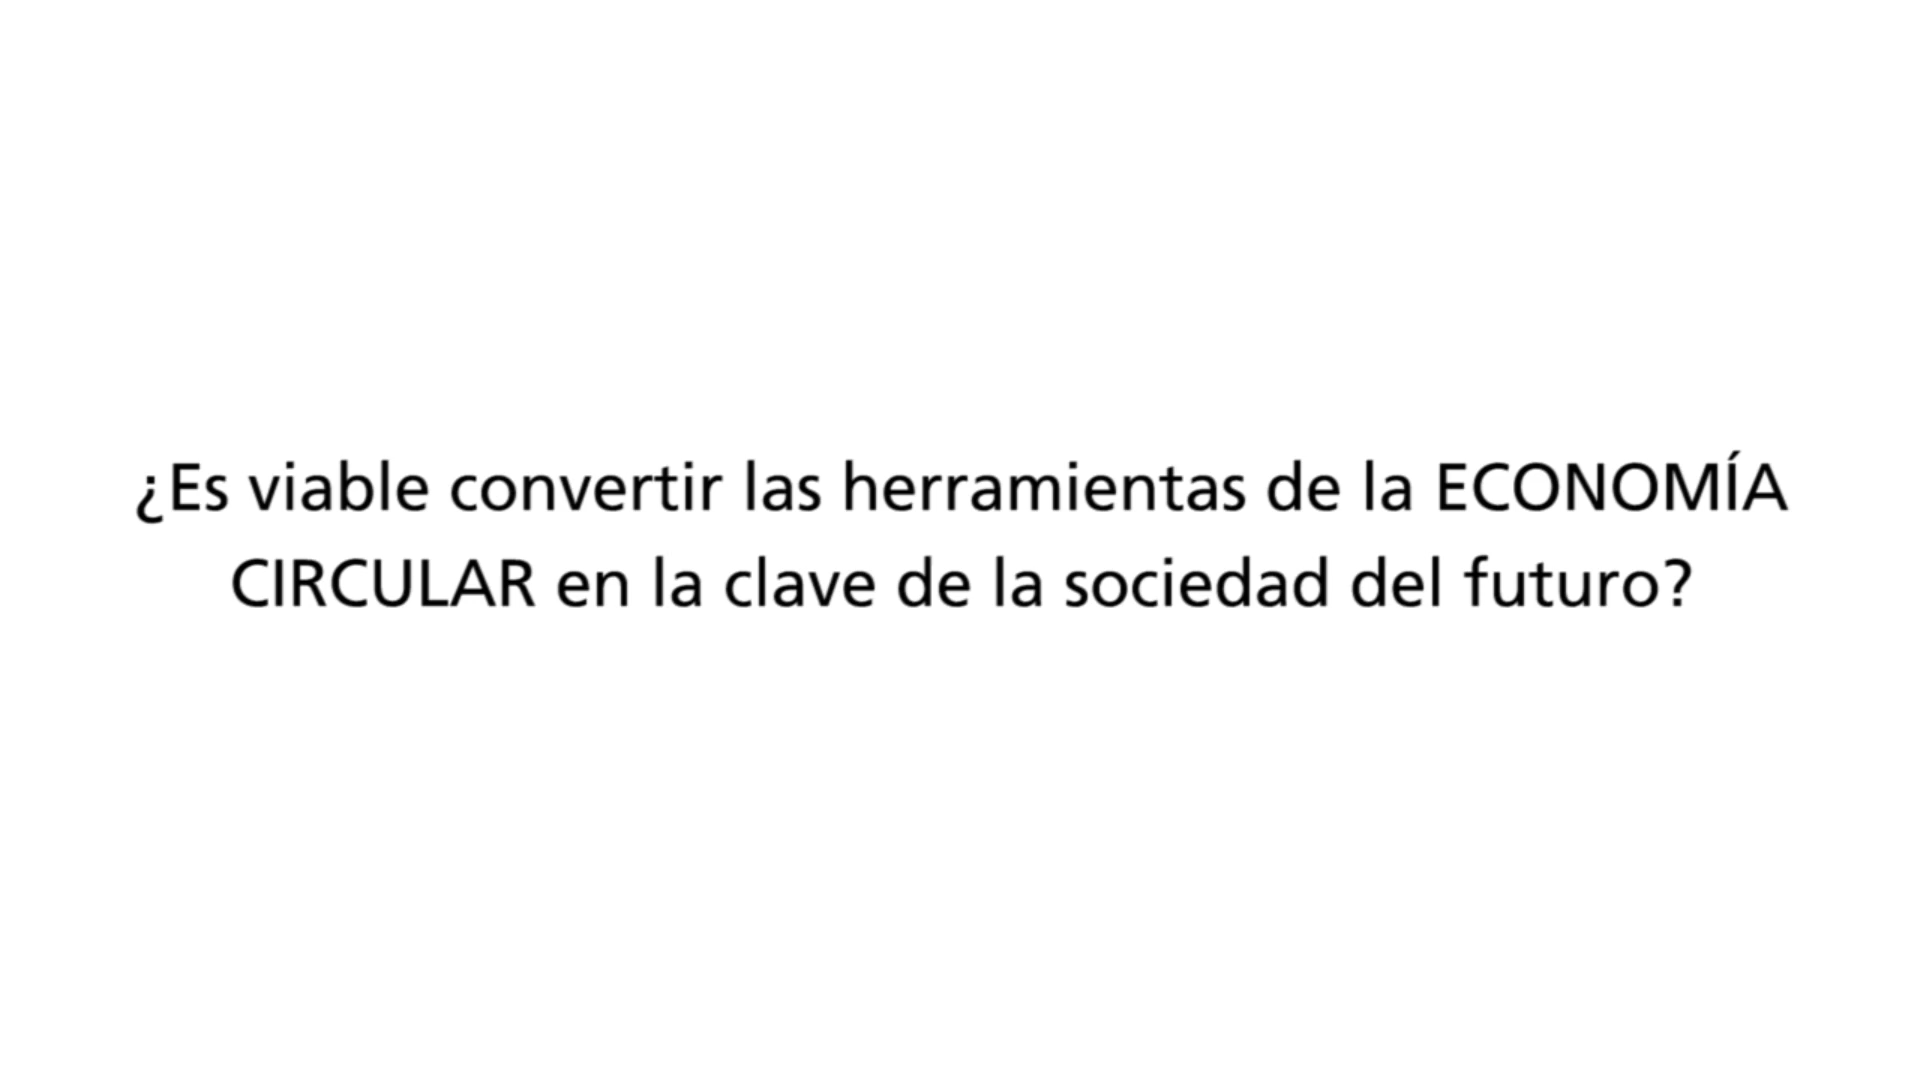 ¿Es viable convertir las herramientas de la ECONOMÍA
CIRCULAR en la clave de la sociedad del futuro?